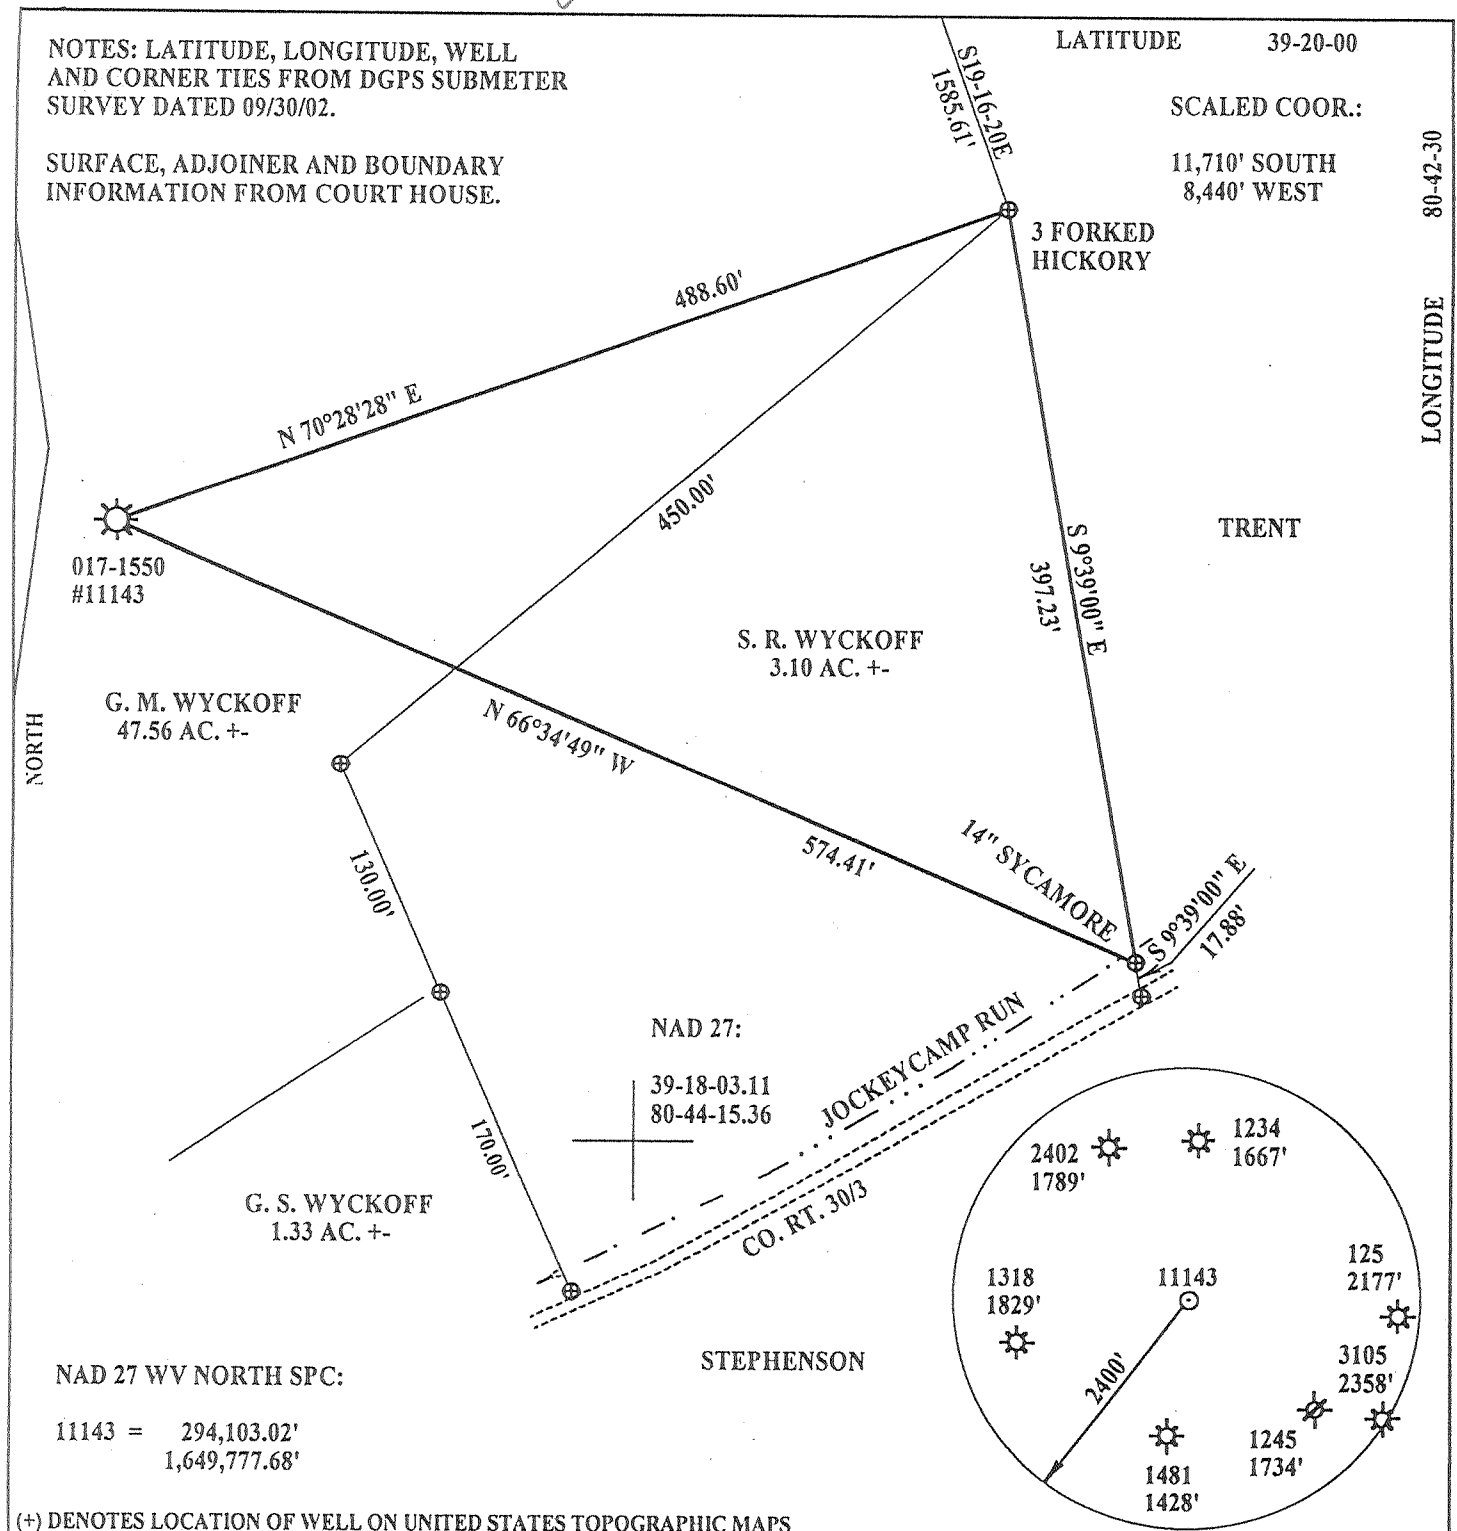 NOTES: LATITUDE, LONGITUDE, WELL
AND CORNER TIES FROM DGPS SUBMETER
SURVEY DATED 09/30/02.
SURFACE, ADJOINER AND BOUNDARY
INFORMATION FROM COURT HOUSE.
LATITUDE 39-20-00
SCALED COOR.:
11,710' SOUTH
8,440' WEST
LONGITUDE 80-42-30
S19-16-20E
1585.61'
3 FORKED
HICKORY
488.60'
N 70°28'28" E
450.00'
017-1550
#11143
S 9°39'00" E
397.23'
TRENT
S. R. WYCKOFF
3.10 AC. +-
G. M. WYCKOFF
47.56 AC. +-
NORTH
N 66°34'49" W
574.41'
14" SYCAMORE
S 9°39'00" E
17.88'
130.00'
170.00'
NAD 27:
39-18-03.11
80-44-15.36
JOCKEYCAMP RUN
CO. RT. 30/3
G. S. WYCKOFF
1.33 AC. +-
STEPHENSON
2402
1789'
1234
1667'
1318
1829'
11143
125
2177'
2400'
3105
2358'
1245
1734'
1481
1428'
NAD 27 WV NORTH SPC:
11143 = 294,103.02'
1,649,777.68'
(+) DENOTES LOCATION OF WELL ON UNITED STATES TOPOGRAPHIC MAPS